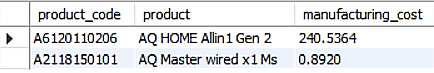 product_code product manufacturing_cost
A6120110206 AQ HOME Allin1 Gen 2 240.5364
A2118150101 AQ Master wired x1 Ms 0.8920